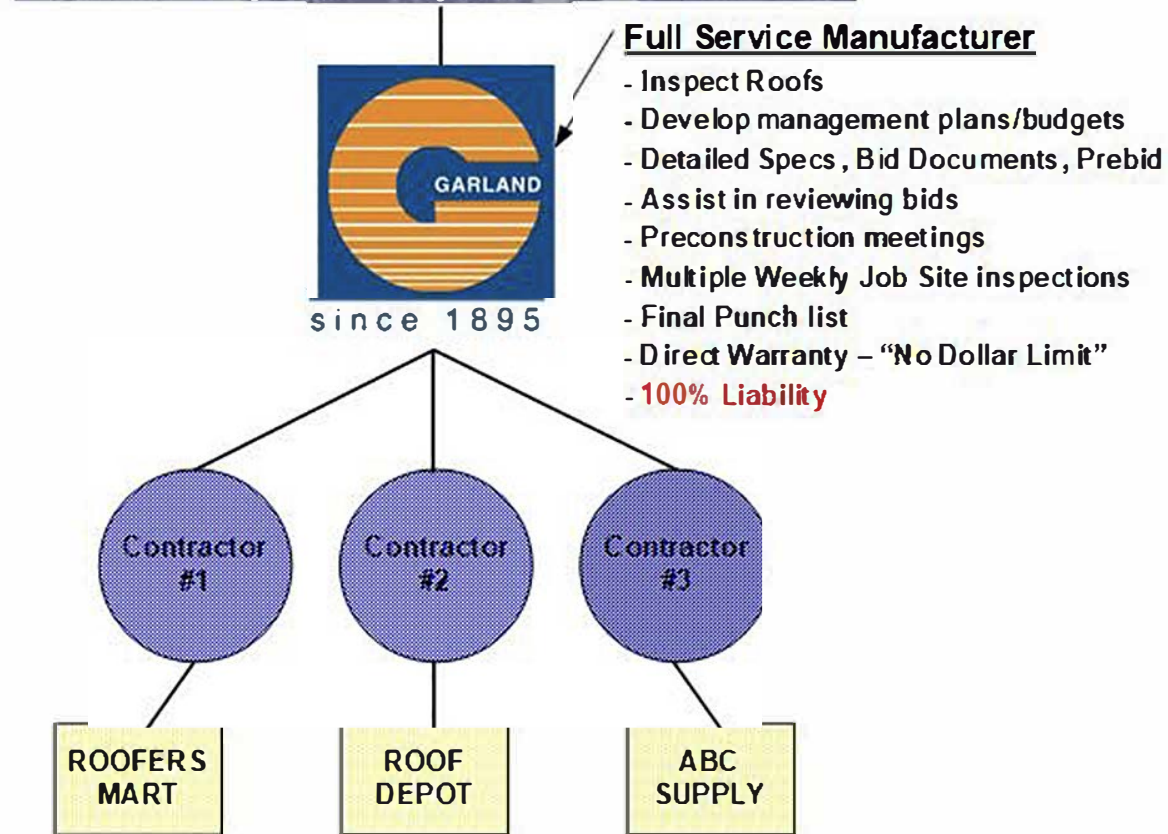 Full Service Manufacturer
- Inspect Roofs
- Develop management plans/budgets
- Detailed Specs, Bid Documents, Prebid
- Assist in reviewing bids
- Preconstruction meetings
- Multiple Weekly Job Site inspections
- Final Punch list
- Direct Warranty – “No Dollar Limit”
- 100% Liability
GARLAND
since 1895
Contractor
#1
Contractor
#2
Contractor
#3
ROOFERS
MART
ROOF
DEPOT
ABC
SUPPLY